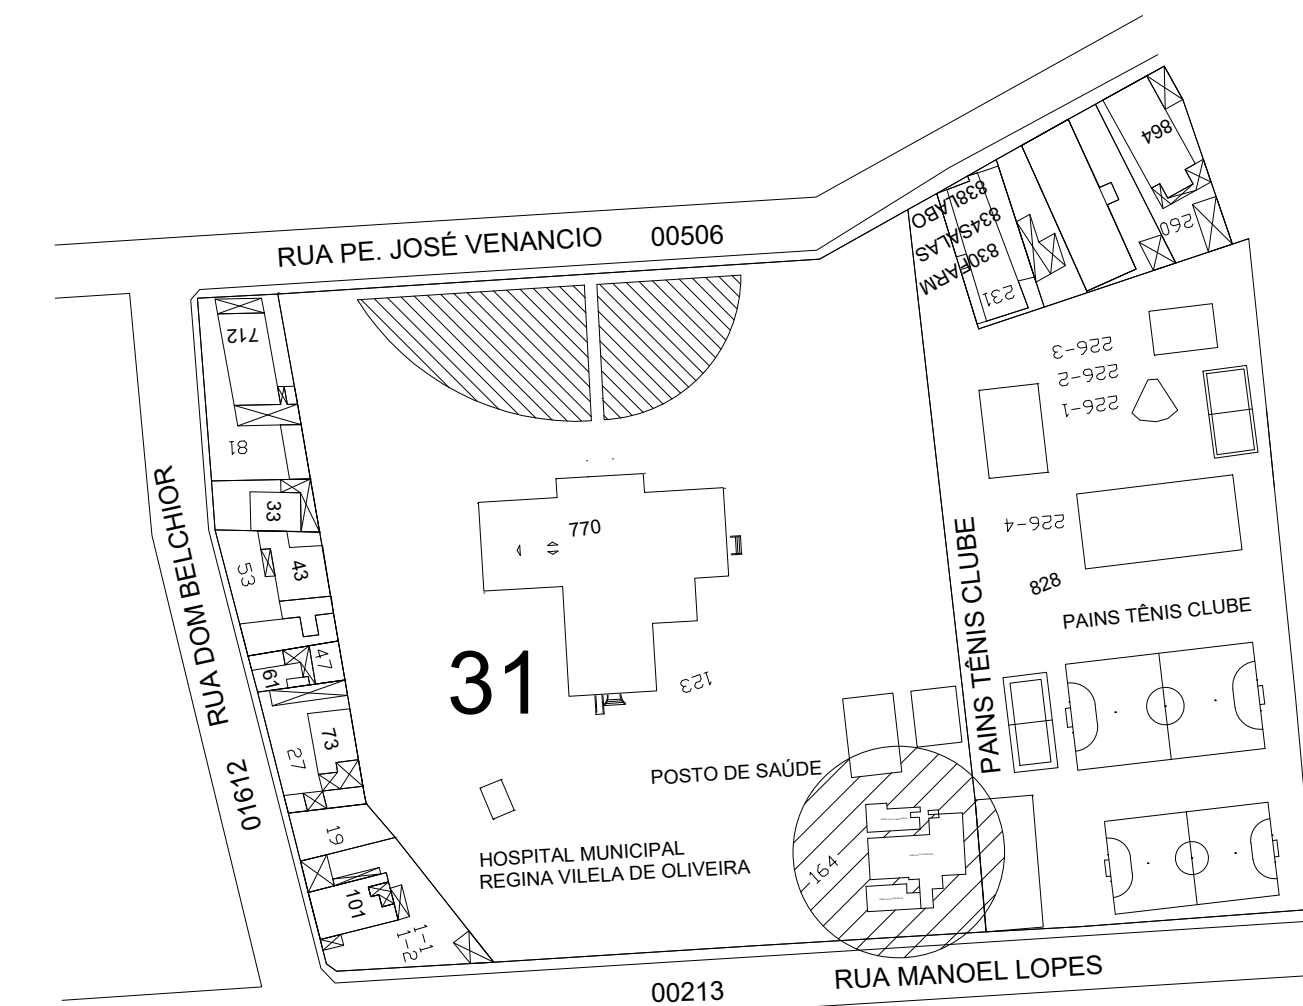 864
838LABO
834SALAS
830FARM
260
231
RUA PE. JOSÉ VENANCIO 00506
712
226-3
226-2
226-1
81
33
226-4
770
53
43
828
PAINS TÊNIS CLUBE
PAINS TÊNIS CLUBE
RUA DOM BELCHIOR
01612
47
61
31
123
73
27
POSTO DE SAÚDE
19
HOSPITAL MUNICIPAL
REGINA VILELA DE OLIVEIRA
164
101
1-1
1-2
RUA MANOEL LOPES
00213